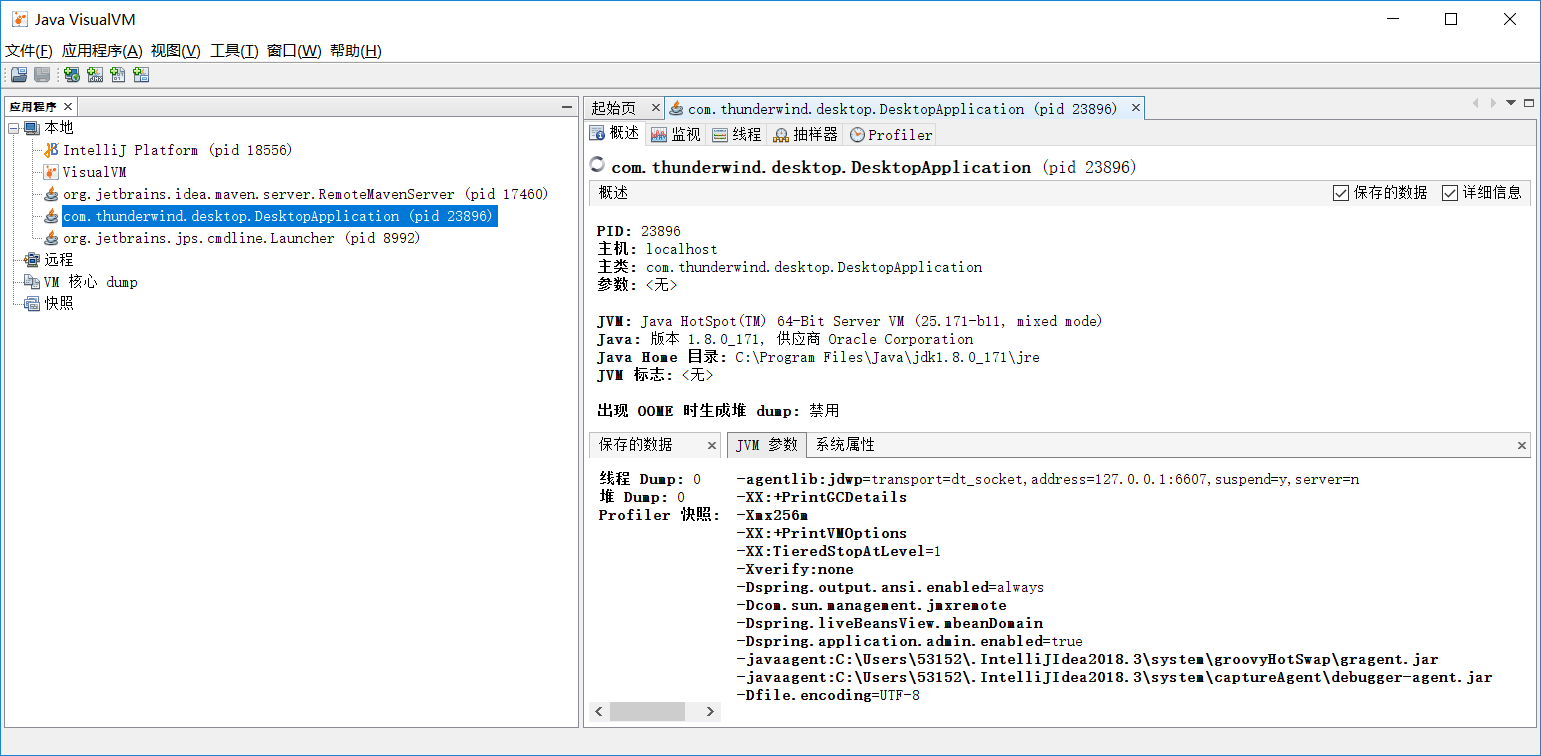 Java VisualVM
文件(F) 应用程序(A) 视图(V) 工具(T) 窗口(W) 帮助(H)
应用程序
本地
IntelliJ Platform (pid 18556)
VisualVM
org.jetbrains.idea.maven.server.RemoteMavenServer (pid 17460)
com.thunderwind.desktop.DesktopApplication (pid 23896)
org.jetbrains.jps.cmdline.Launcher (pid 8992)
远程
VM 核心 dump
快照
起始页 com.thunderwind.desktop.DesktopApplication (pid 23896)
概述 监视 线程 抽样器 Profiler
com.thunderwind.desktop.DesktopApplication (pid 23896)
概述 保存的数据 详细信息
PID: 23896
主机: localhost
主类: com.thunderwind.desktop.DesktopApplication
参数: <无>
JVM: Java HotSpot(TM) 64-Bit Server VM (25.171-b11, mixed mode)
Java: 版本 1.8.0_171, 供应商 Oracle Corporation
Java Home 目录: C:\Program Files\Java\jdk1.8.0_171\jre
JVM 标志: <无>
出现 OOME 时生成堆 dump: 禁用
保存的数据
线程 Dump: 0
堆 Dump: 0
Profiler 快照:
JVM 参数 系统属性
-agentlib:jdwp=transport=dt_socket,address=127.0.0.1:6607,suspend=y,server=n
-XX:+PrintGCDetails
-Xmx256m
-XX:+PrintVMOptions
-XX:TieredStopAtLevel=1
-Xverify:none
-Dspring.output.ansi.enabled=always
-Dcom.sun.management.jmxremote
-Dspring.liveBeansView.mbeanDomain
-Dspring.application.admin.enabled=true
-javaagent:C:\Users\53152\.IntelliJIdea2018.3\system\groovyHotSwap\gragent.jar
-javaagent:C:\Users\53152\.IntelliJIdea2018.3\system\captureAgent\debugger-agent.jar
-Dfile.encoding=UTF-8